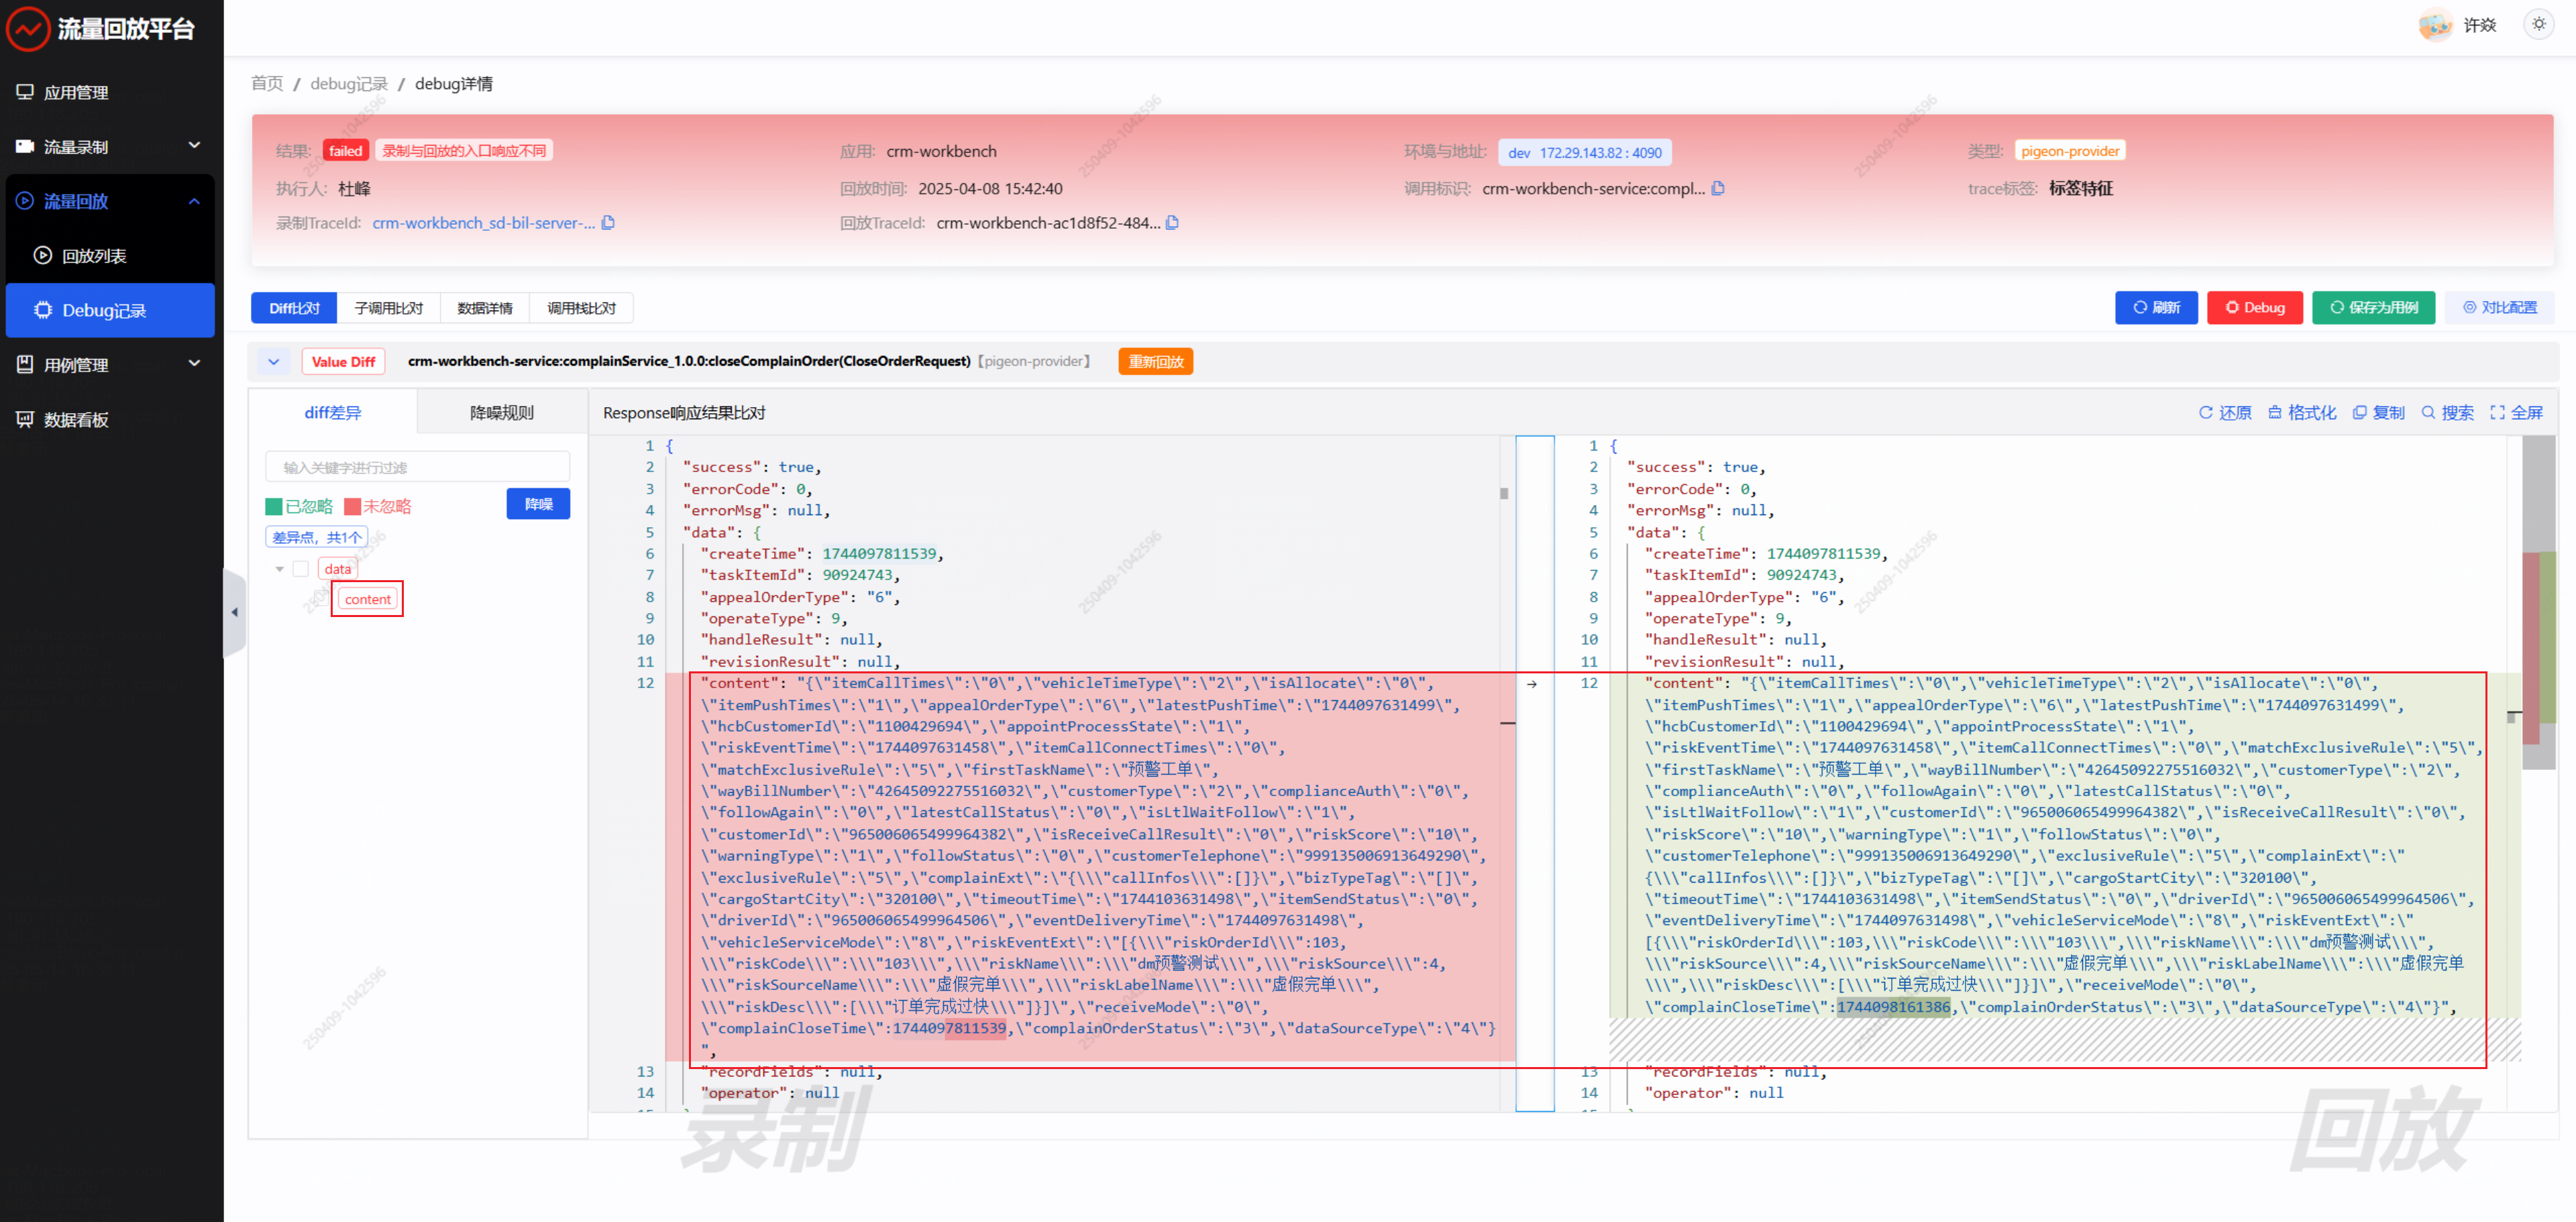 流量回放平台
许焱
应用管理
流量录制
流量回放
回放列表
Debug记录
用例管理
数据看板
首页 / debug记录 / debug详情
结果: failed 录制与回放的入口响应不同
应用: crm-workbench
环境与地址: dev 172.29.143.82 : 4090
类型: pigeon-provider
执行人: 杜峰
回放时间: 2025-04-08 15:42:40
调用标识: crm-workbench-service:compl...
trace标签: 标签特征
录制TraceId: crm-workbench_sd-bil-server-...
回放TraceId: crm-workbench-ac1d8f52-484...
Diff比对 子调用比对 数据详情 调用栈比对
刷新 Debug 保存为用例 对比配置
Value Diff crm-workbench-service:complainService_1.0.0:closeComplainOrder(CloseOrderRequest)【pigeon-provider】 重新回放
diff差异 降噪规则
输入关键字进行过滤
已忽略 未忽略 降噪
差异点，共1个
data
content
Response响应结果比对
还原 格式化 复制 搜索 全屏
1 {
2 "success": true,
3 "errorCode": 0,
4 "errorMsg": null,
5 "data": {
6 "createTime": 1744097811539,
7 "taskItemId": 90924743,
8 "appealOrderType": "6",
9 "operateType": 9,
10 "handleResult": null,
11 "revisionResult": null,
12 "content": "{\"itemCallTimes\":\"0\",\"vehicleTimeType\":\"2\",\"isAllocate\":\"0\",
\"itemPushTimes\":\"1\",\"appealOrderType\":\"6\",\"latestPushTime\":\"1744097631499\",
\"hcbCustomerId\":\"1100429694\",\"appointProcessState\":\"1\",
\"riskEventTime\":\"1744097631458\",\"itemCallConnectTimes\":\"0\",
\"matchExclusiveRule\":\"5\",\"firstTaskName\":\"预警工单\",
\"wayBillNumber\":\"42645092275516032\",\"customerType\":\"2\",\"complianceAuth\":\"0\",
\"followAgain\":\"0\",\"latestCallStatus\":\"0\",\"isLtlWaitFollow\":\"1\",
\"customerId\":\"965006065499964382\",\"isReceiveCallResult\":\"0\",\"riskScore\":\"10\",
\"warningType\":\"1\",\"followStatus\":\"0\",\"customerTelephone\":\"999135006913649290\",
\"exclusiveRule\":\"5\",\"complainExt\":\"{\\\"callInfos\\\":[]}\",\"bizTypeTag\":\"[]\",
\"cargoStartCity\":\"320100\",\"timeoutTime\":\"1744103631498\",\"itemSendStatus\":\"0\",
\"driverId\":\"965006065499964506\",\"eventDeliveryTime\":\"1744097631498\",
\"vehicleServiceMode\":\"8\",\"riskEventExt\":\"[{\\\"riskOrderId\\\":103,
\\\"riskCode\\\":\\\"103\\\",\\\"riskName\\\":\\\"dm预警测试\\\",\\\"riskSource\\\":4,
\\\"riskSourceName\\\":\\\"虚假完单\\\",\\\"riskLabelName\\\":\\\"虚假完单\\\",
\\\"riskDesc\\\":[\\\"订单完成过快\\\"]}]\",\"receiveMode\":\"0\",
\"complainCloseTime\":1744097811539,\"complainOrderStatus\":\"3\",\"dataSourceType\":\"4\"}
",
13 "recordFields": null,
14 "operator": null
录制
1 {
2 "success": true,
3 "errorCode": 0,
4 "errorMsg": null,
5 "data": {
6 "createTime": 1744097811539,
7 "taskItemId": 90924743,
8 "appealOrderType": "6",
9 "operateType": 9,
10 "handleResult": null,
11 "revisionResult": null,
12 "content": "{\"itemCallTimes\":\"0\",\"vehicleTimeType\":\"2\",\"isAllocate\":\"0\",
\"itemPushTimes\":\"1\",\"appealOrderType\":\"6\",\"latestPushTime\":\"1744097631499\",
\"hcbCustomerId\":\"1100429694\",\"appointProcessState\":\"1\",
\"riskEventTime\":\"1744097631458\",\"itemCallConnectTimes\":\"0\",\"matchExclusiveRule\":\"5\",
\"firstTaskName\":\"预警工单\",\"wayBillNumber\":\"42645092275516032\",\"customerType\":\"2\",
\"complianceAuth\":\"0\",\"followAgain\":\"0\",\"latestCallStatus\":\"0\",
\"isLtlWaitFollow\":\"1\",\"customerId\":\"965006065499964382\",\"isReceiveCallResult\":\"0\",
\"riskScore\":\"10\",\"warningType\":\"1\",\"followStatus\":\"0\",
\"customerTelephone\":\"999135006913649290\",\"exclusiveRule\":\"5\",\"complainExt\":\"
{\\\"callInfos\\\":[]}\",\"bizTypeTag\":\"[]\",\"cargoStartCity\":\"320100\",
\"timeoutTime\":\"1744103631498\",\"itemSendStatus\":\"0\",\"driverId\":\"965006065499964506\",
\"eventDeliveryTime\":\"1744097631498\",\"vehicleServiceMode\":\"8\",\"riskEventExt\":\"
[{\\\"riskOrderId\\\":103,\\\"riskCode\\\":\\\"103\\\",\\\"riskName\\\":\\\"dm预警测试\\\",
\\\"riskSource\\\":4,\\\"riskSourceName\\\":\\\"虚假完单\\\",\\\"riskLabelName\\\":\\\"虚假完单
\\\",\\\"riskDesc\\\":[\\\"订单完成过快\\\"]}]\",\"receiveMode\":\"0\",
\"complainCloseTime\":1744098161386,\"complainOrderStatus\":\"3\",\"dataSourceType\":\"4\"}",
13 "recordFields": null,
14 "operator": null
回放
250409-1042596
250409-1042596
250409-1042596
250409-1042596
250409-1042596
250409-1042596
250409-1042596